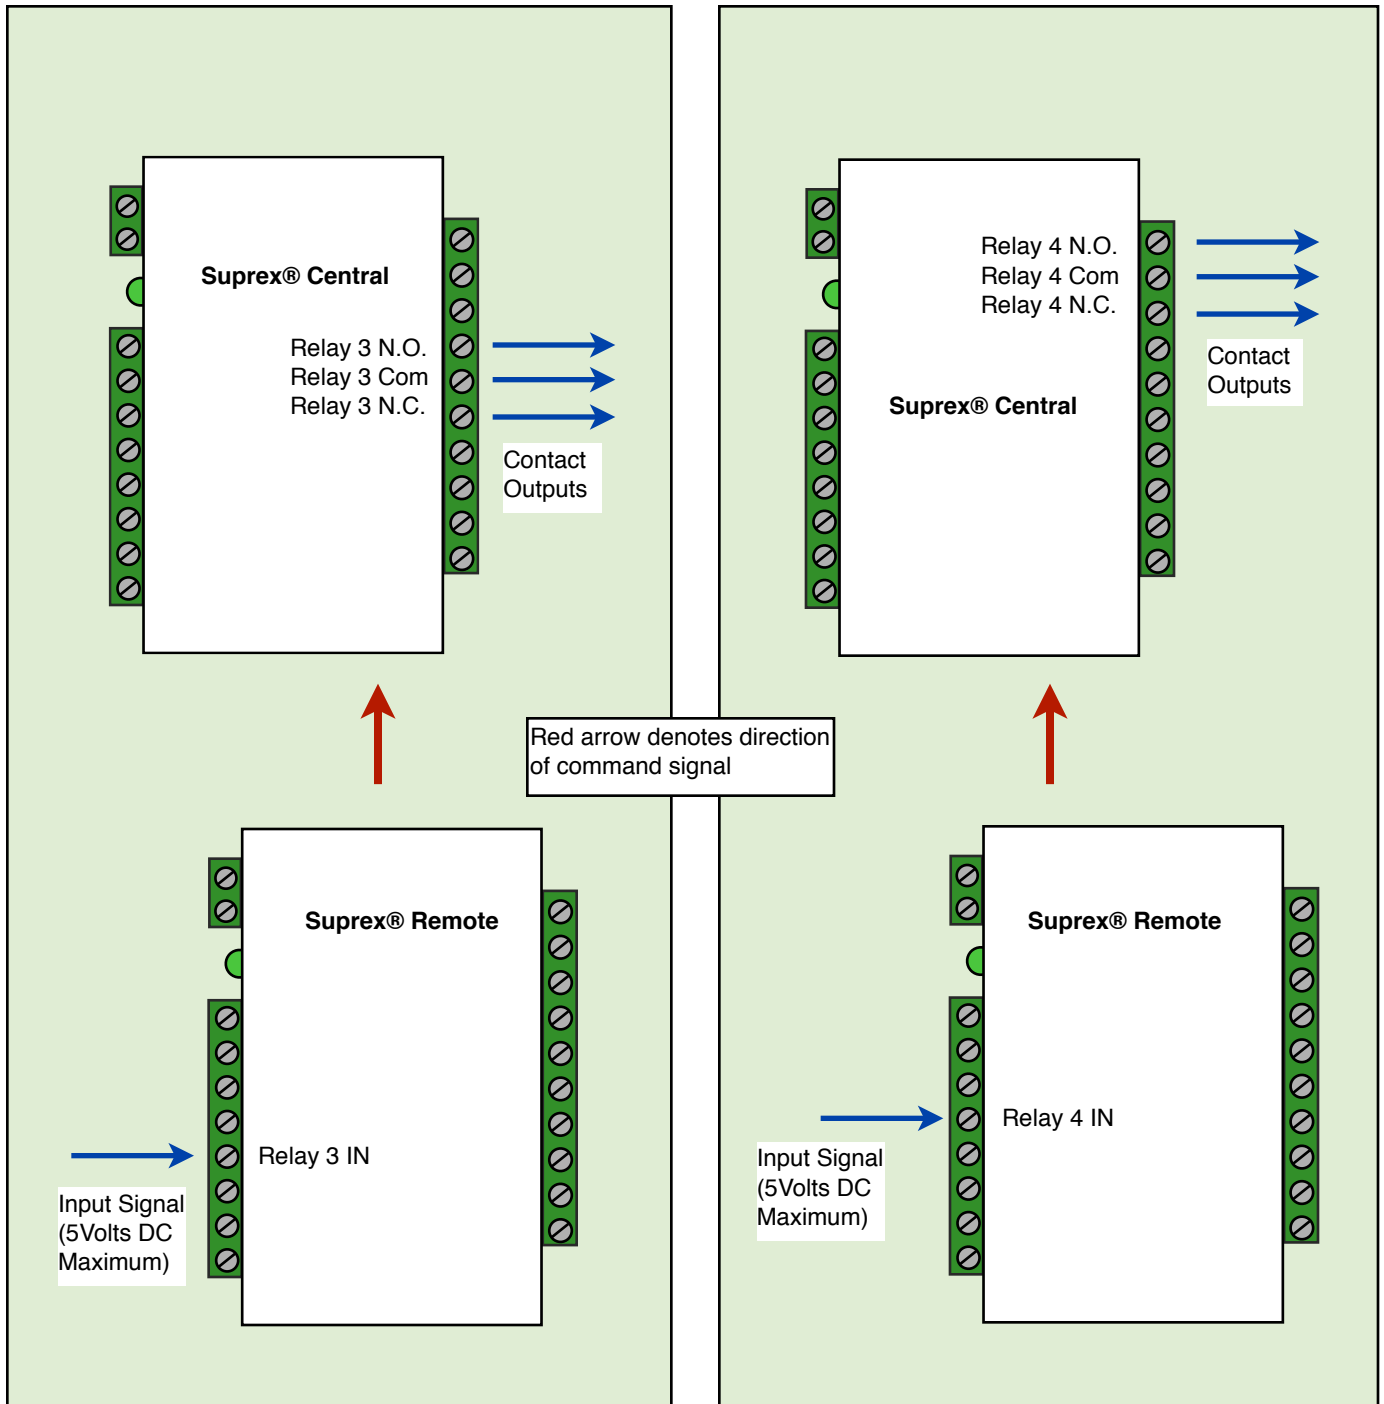 Suprex® Central
Relay 3 N.O.
Relay 3 Com
Relay 3 N.C.
Contact
Outputs
Relay 4 N.O.
Relay 4 Com
Relay 4 N.C.
Contact
Outputs
Suprex® Central
Red arrow denotes direction
of command signal
Suprex® Remote
Relay 3 IN
Input Signal
(5Volts DC
Maximum)
Suprex® Remote
Relay 4 IN
Input Signal
(5Volts DC
Maximum)